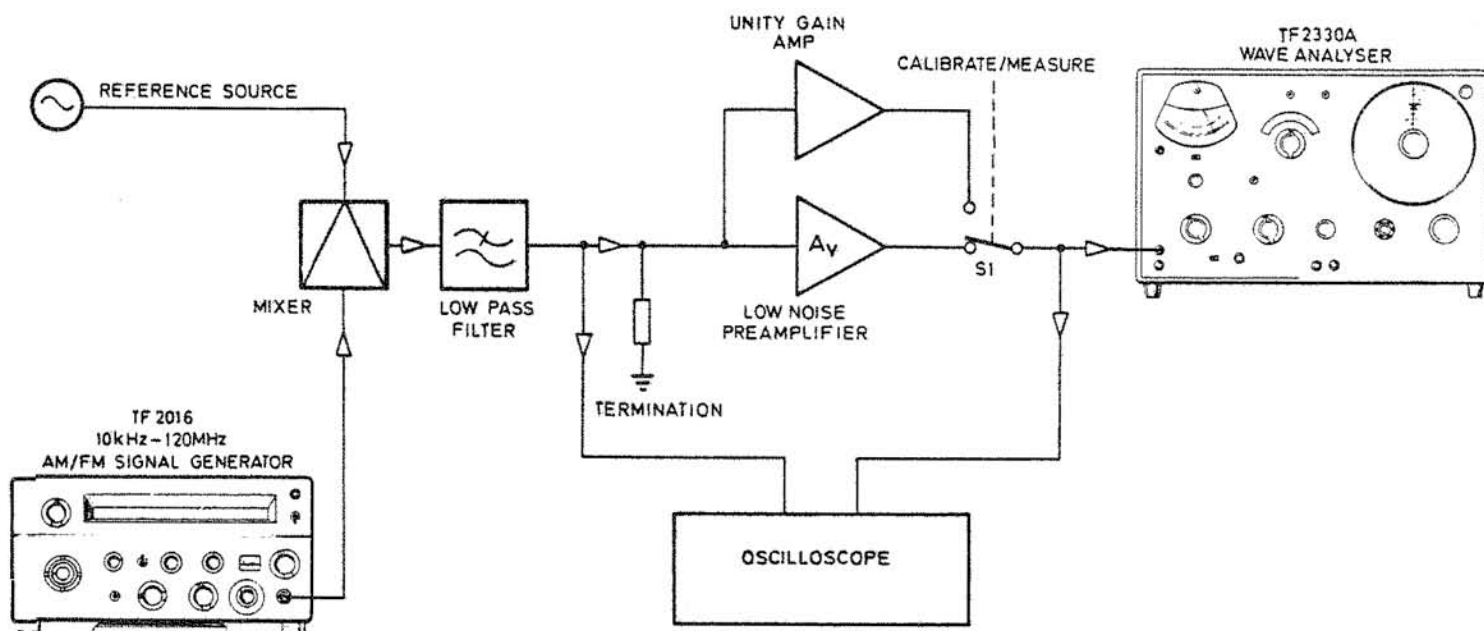 UNITY GAIN
AMP
TF2330A
WAVE ANALYSER
CALIBRATE/MEASURE
REFERENCE SOURCE
MIXER
LOW PASS
FILTER
Av
S1
LOW NOISE
PREAMPLIFIER
TERMINATION
TF 2016
10kHz-120MHz
AM/FM SIGNAL GENERATOR
OSCILLOSCOPE